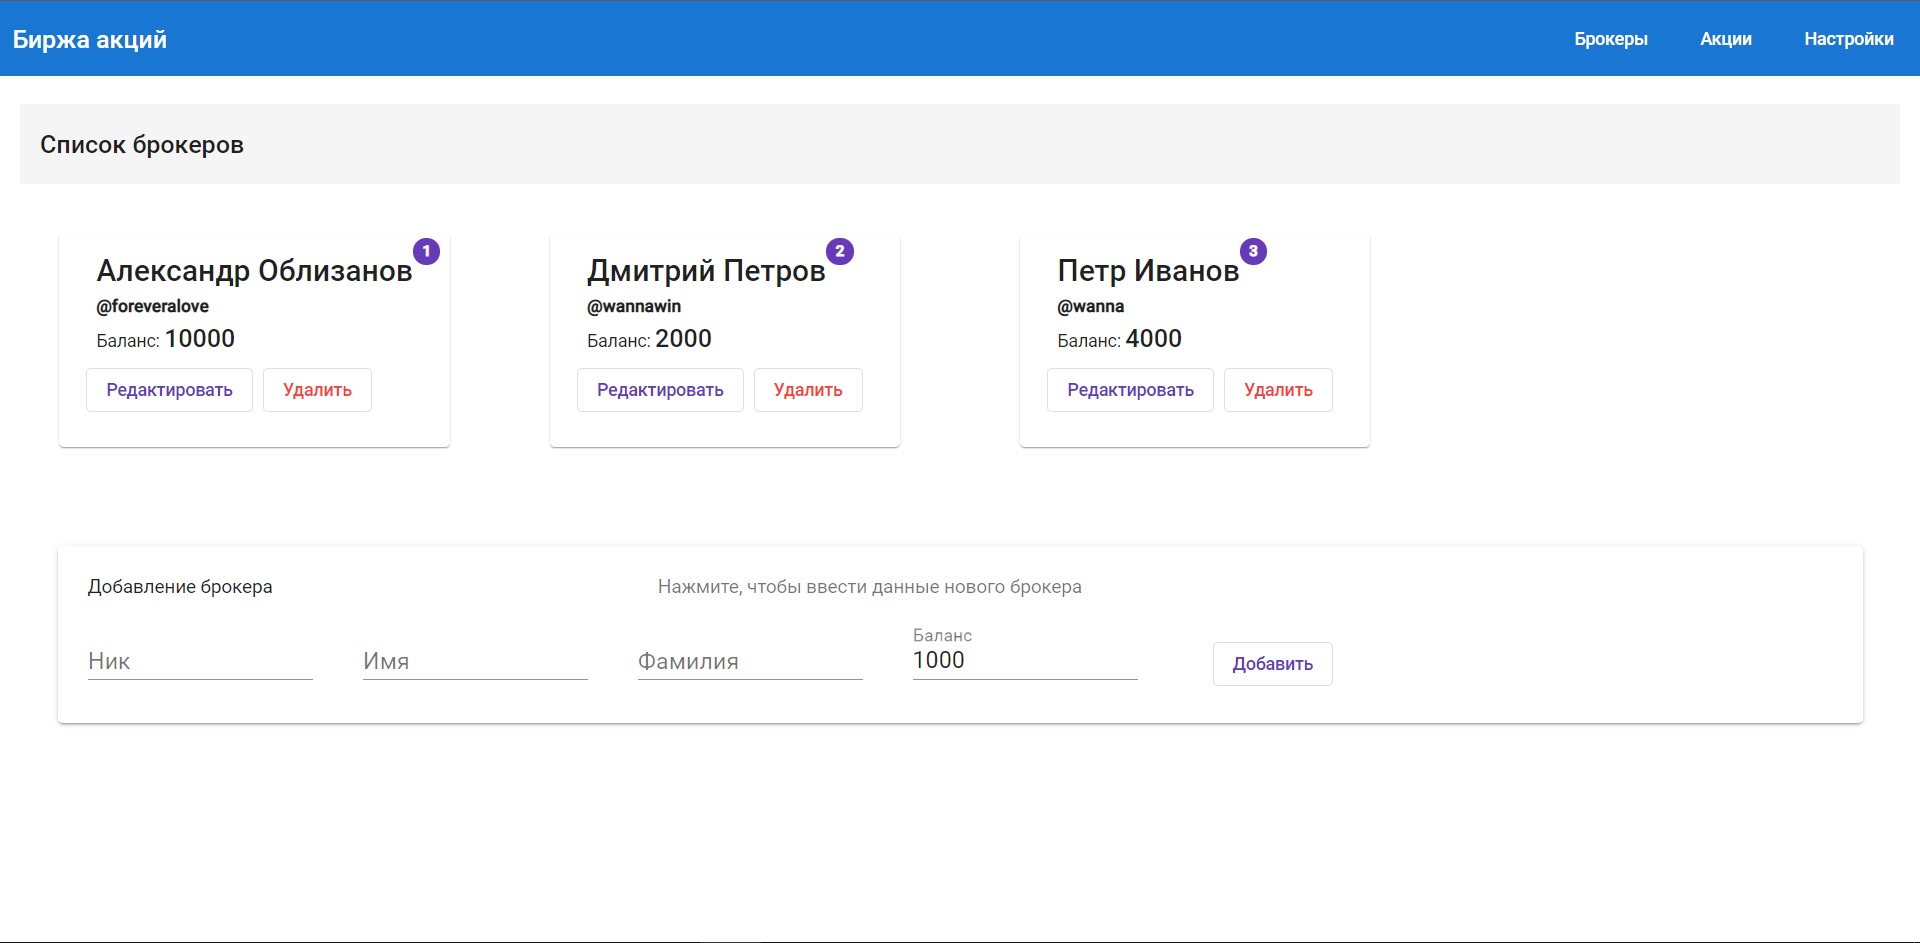 Биржа акций
Брокеры
Акции
Настройки
Список брокеров
Александр Облизанов
1
@foreveralove
Баланс: 10000
Редактировать
Удалить
Дмитрий Петров
2
@wannawin
Баланс: 2000
Редактировать
Удалить
Петр Иванов
3
@wanna
Баланс: 4000
Редактировать
Удалить
Добавление брокера
Нажмите, чтобы ввести данные нового брокера
Ник
Имя
Фамилия
Баланс
1000
Добавить